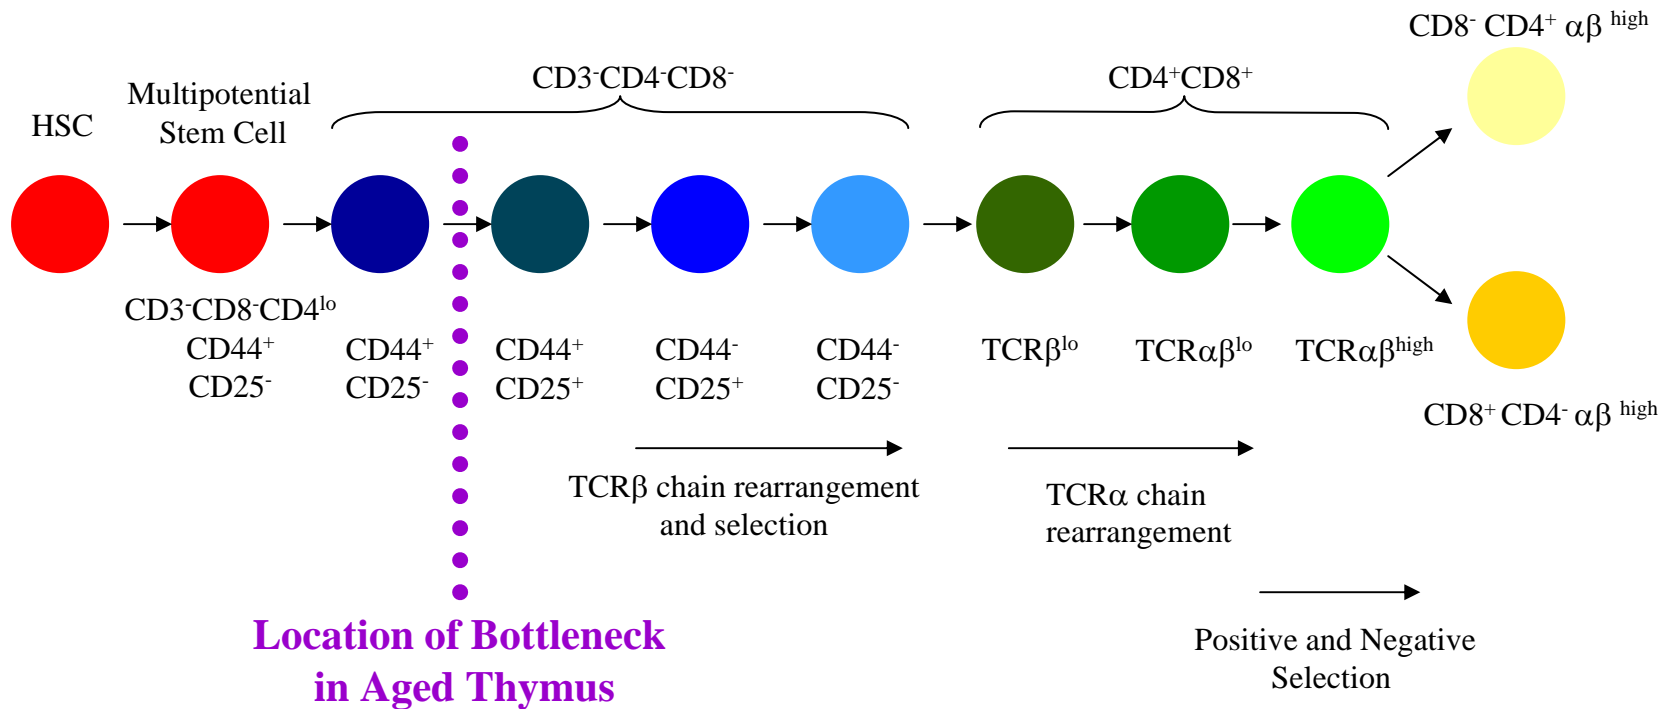 HSC
Multipotential
Stem Cell
CD3⁻CD4⁻CD8⁻
CD4⁺CD8⁺
CD8⁻ CD4⁺ αβ ʰⁱᵍʰ
CD3⁻CD8⁻CD4ˡᵒ
CD44⁺
CD25⁻
CD44⁺
CD25⁻
CD44⁺
CD25⁺
CD44⁻
CD25⁺
CD44⁻
CD25⁻
TCRβˡᵒ
TCRαβˡᵒ
TCRαβʰⁱᵍʰ
CD8⁺ CD4⁻ αβ ʰⁱᵍʰ
TCRβ chain rearrangement
and selection
TCRα chain
rearrangement
Location of Bottleneck
in Aged Thymus
Positive and Negative
Selection